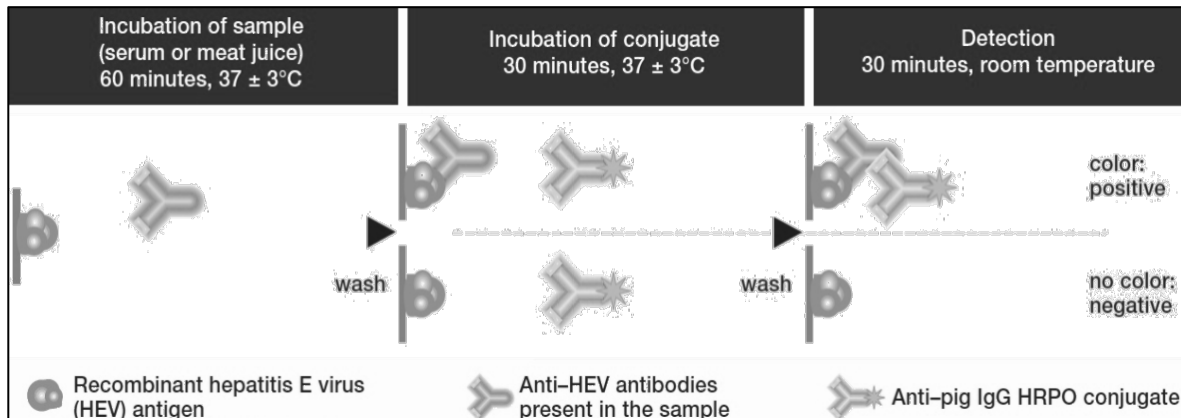 Incubation of sample
(serum or meat juice)
60 minutes, 37 ± 3°C
Incubation of conjugate
30 minutes, 37 ± 3°C
Detection
30 minutes, room temperature
color:
positive
wash
wash
no color:
negative
Recombinant hepatitis E virus
(HEV) antigen
Anti–HEV antibodies
present in the sample
Anti–pig IgG HRPO conjugate